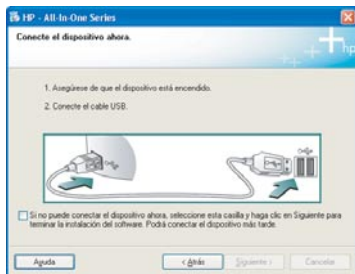 HP - All-In-One Series
Conecte el dispositivo ahora.
hp
1. Asegúrese de que el dispositivo está encendido.
2. Conecte el cable USB.
Si no puede conectar el dispositivo ahora, seleccione esta casilla y haga clic en Siguiente para
terminar la instalación del software. Podrá conectar el dispositivo más tarde.
Ayuda
< Atrás
Siguiente >
Cancelar